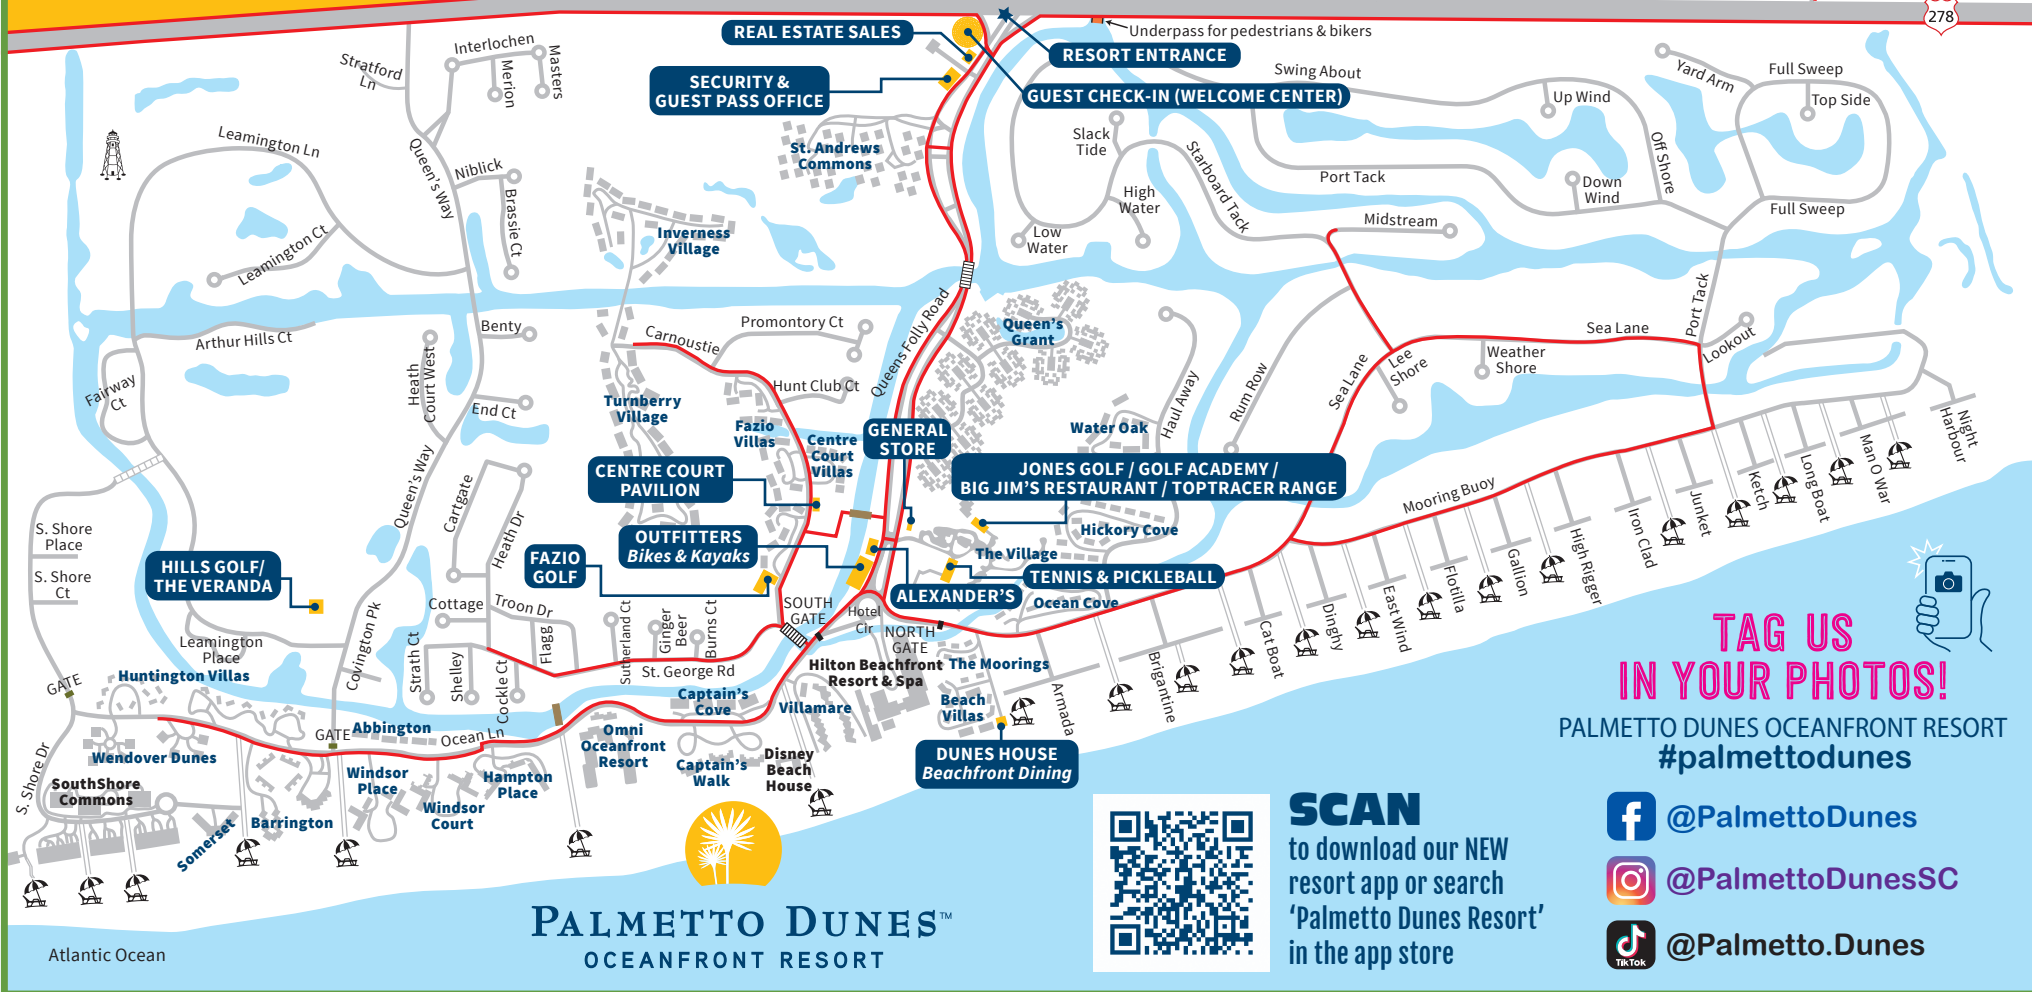 278
REAL ESTATE SALES
Underpass for pedestrians & bikers
RESORT ENTRANCE
SECURITY &
GUEST PASS OFFICE
GUEST CHECK-IN (WELCOME CENTER)
Interlochen
Masters
Merion
Stratford
Ln
Leamington Ln
Queen's Way
Niblick
Brassie Ct
Leamington Ct
St. Andrews
Commons
Inverness
Village
Slack
Tide
High
Water
Low
Water
Starboard Tack
Swing About
Up Wind
Yard Arm
Full Sweep
Top Side
Off Shore
Port Tack
Down
Wind
Full Sweep
Midstream
Port Tack
Sea Lane
Lookout
Weather
Shore
Lee
Shore
Sea Lane
Rum Row
Haul Away
Queen's
Grant
Queens Folly Road
Promontory Ct
Carnoustie
Hunt Club Ct
Benty
Arthur Hills Ct
Fairway
Ct
Heath
Court West
End Ct
Queen's Way
Turnberry
Village
Fazio
Villas
Centre
Court
Villas
GENERAL
STORE
Water Oak
CENTRE COURT
PAVILION
JONES GOLF / GOLF ACADEMY /
BIG JIM'S RESTAURANT / TOPTRACER RANGE
Hickory Cove
The Village
OUTFITTERS
Bikes & Kayaks
FAZIO
GOLF
TENNIS & PICKLEBALL
ALEXANDER'S
Ocean Cove
Cartgate
Heath Dr
S. Shore
Place
S. Shore
Ct
HILLS GOLF/
THE VERANDA
Cottage
Troon Dr
Flagg
Sutherland Ct
Ginger
Beer
Burns Ct
SOUTH
GATE
Hotel
Cir
NORTH
GATE
Mooring Buoy
Night
Harbour
Man O War
Long Boat
Ketch
Junket
Iron Clad
High Rigger
Gallion
Flotilla
East Wind
Dinghy
Cat Boat
Brigantine
Armada
Leamington
Place
Covington Pk
Strath Ct
Shelley
Cockle Ct
St. George Rd
Hilton Beachfront
Resort & Spa
The Moorings
Beach
Villas
Huntington Villas
GATE
Captain's
Cove
Villamare
GATE
Abbington
Ocean Ln
Omni
Oceanfront
Resort
Captain's
Walk
Disney
Beach
House
DUNES HOUSE
Beachfront Dining
Wendover Dunes
S. Shore Dr
SouthShore
Commons
Windsor
Place
Hampton
Place
Windsor
Court
Barrington
Somerset
Atlantic Ocean
PALMETTO DUNES™
OCEANFRONT RESORT
SCAN
to download our NEW
resort app or search
‘Palmetto Dunes Resort’
in the app store
TAG US
IN YOUR PHOTOS!
PALMETTO DUNES OCEANFRONT RESORT
#palmettodunes
@PalmettoDunes
@PalmettoDunesSC
TikTok
@Palmetto.Dunes